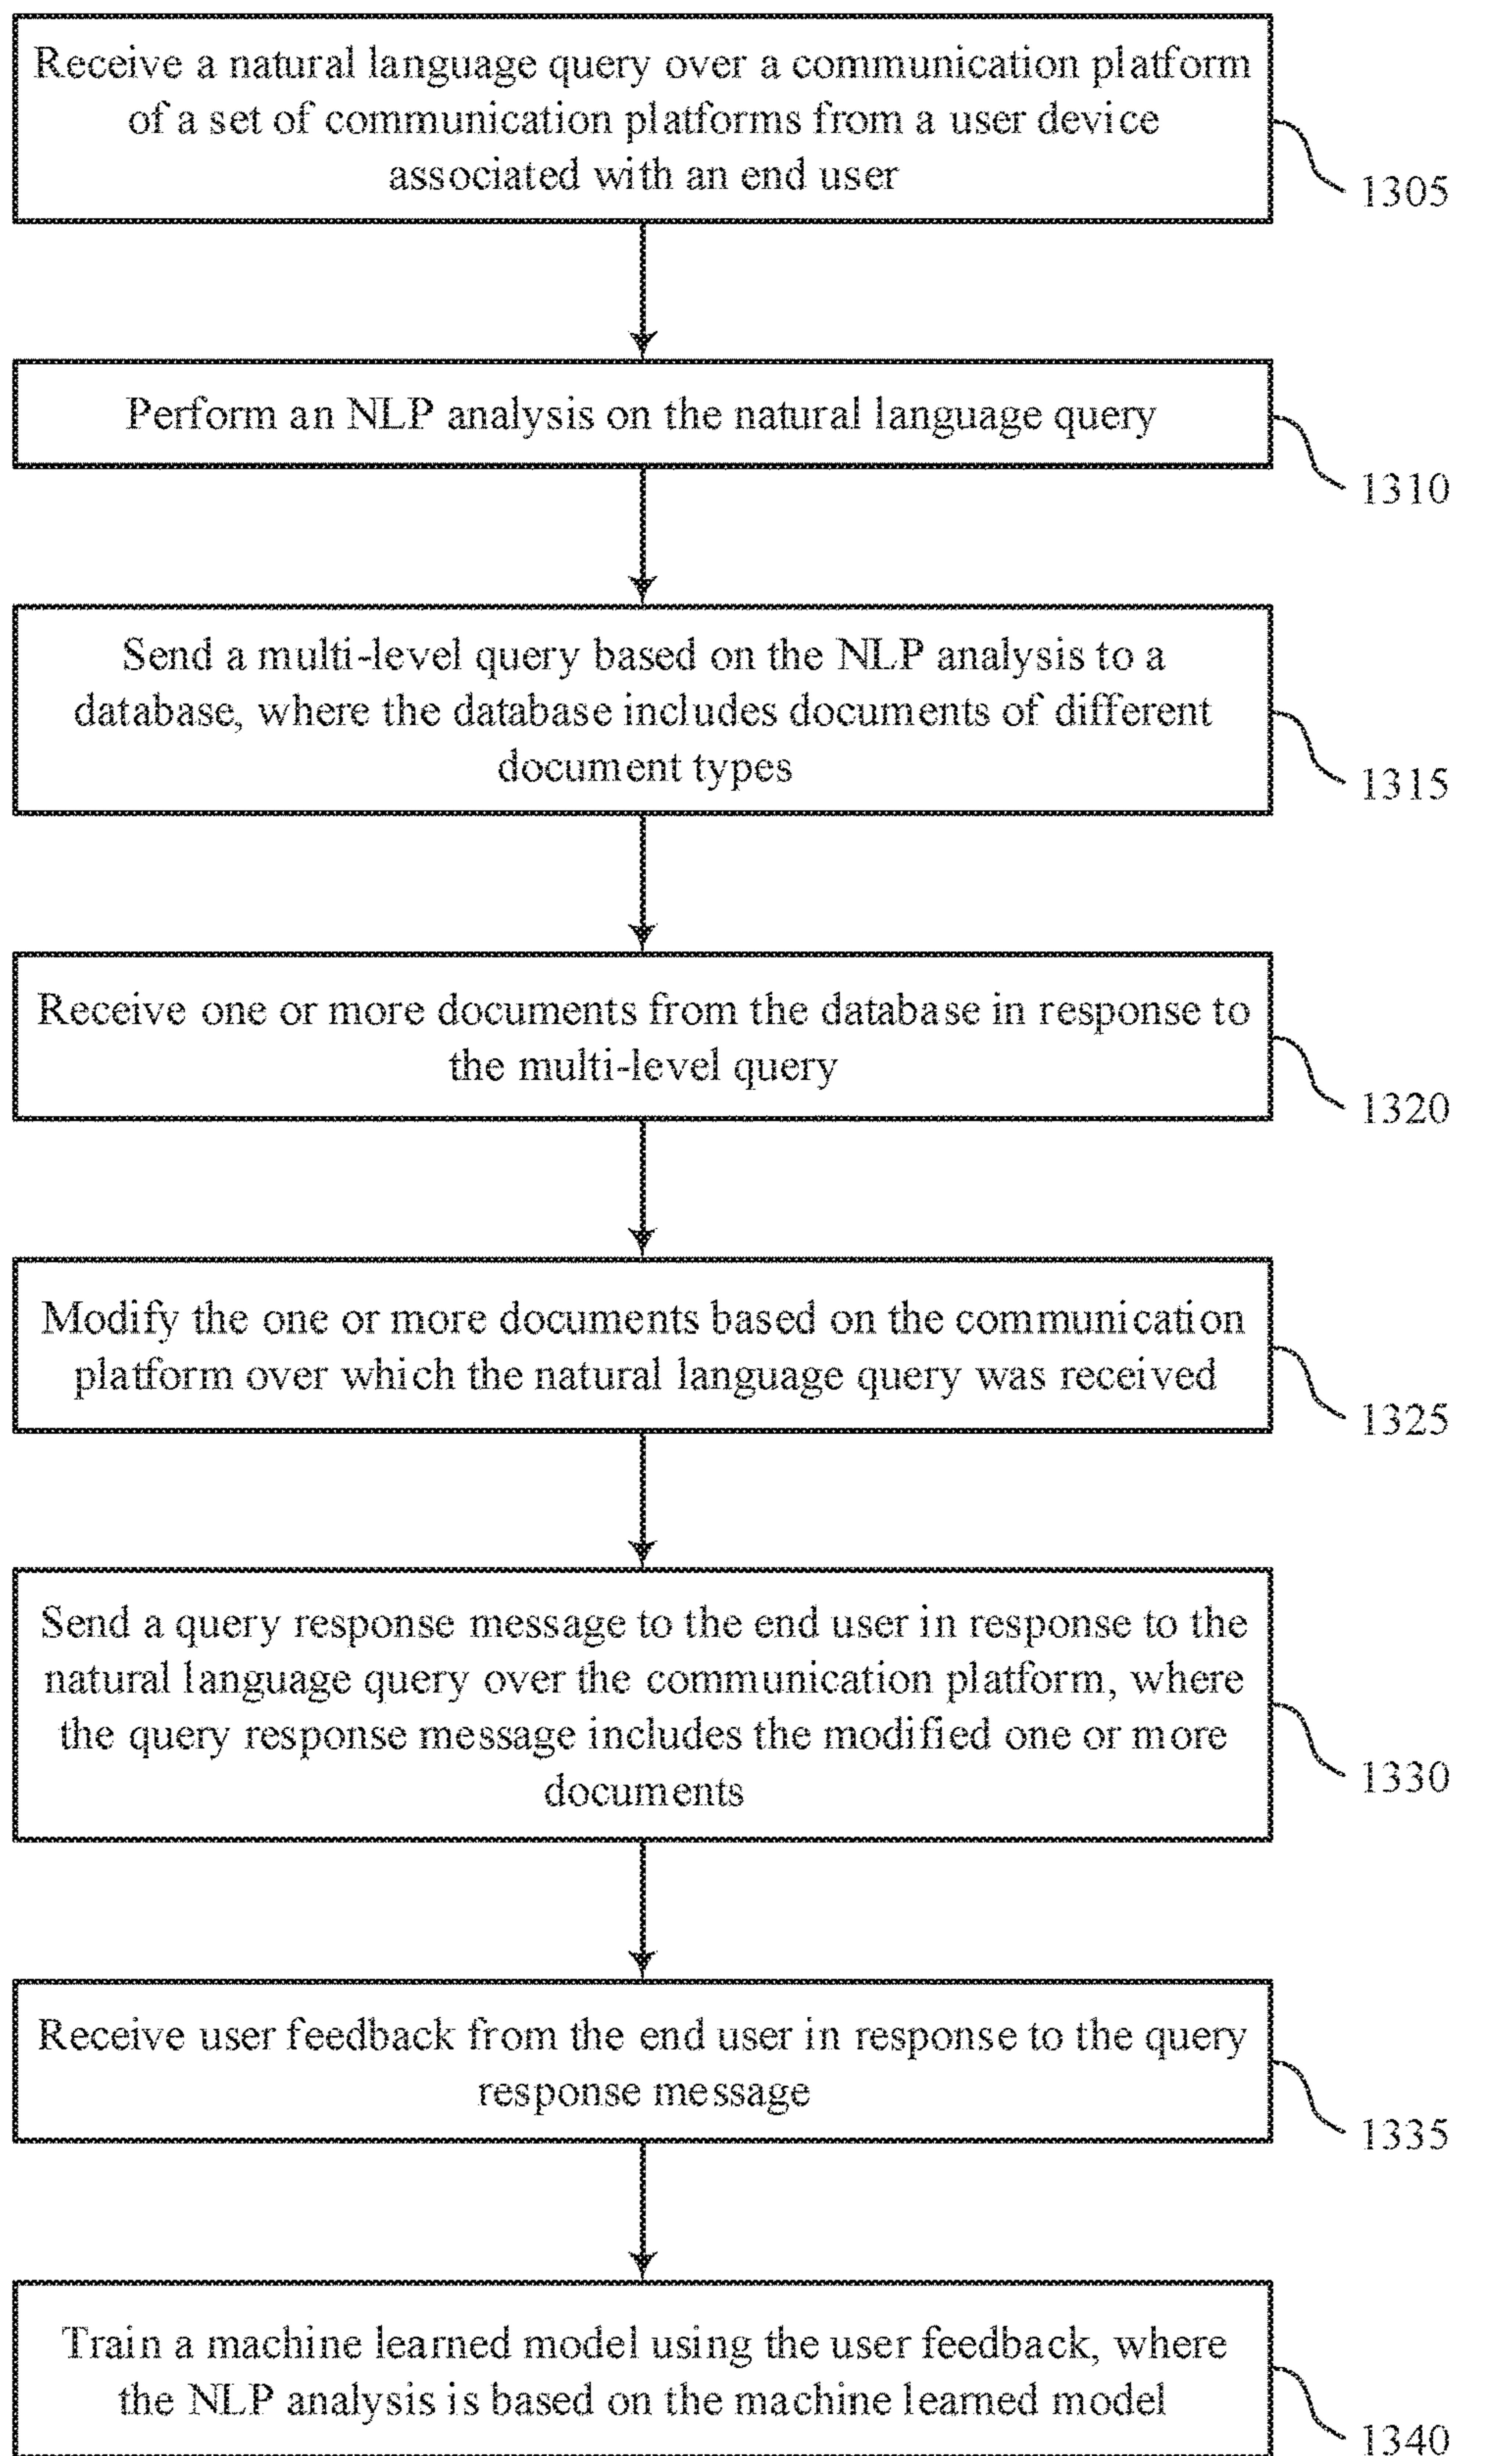 Receive a natural language query over a communication platform
of a set of communication platforms from a user device
associated with an end user
1305
Perform an NLP analysis on the natural language query
1310
Send a multi-level query based on the NLP analysis to a
database, where the database includes documents of different
document types
1315
Receive one or more documents from the database in response to
the multi-level query
1320
Modify the one or more documents based on the communication
platform over which the natural language query was received
1325
Send a query response message to the end user in response to the
natural language query over the communication platform, where
the query response message includes the modified one or more
documents
1330
Receive user feedback from the end user in response to the query
response message
1335
Train a machine learned model using the user feedback, where
the NLP analysis is based on the machine learned model
1340